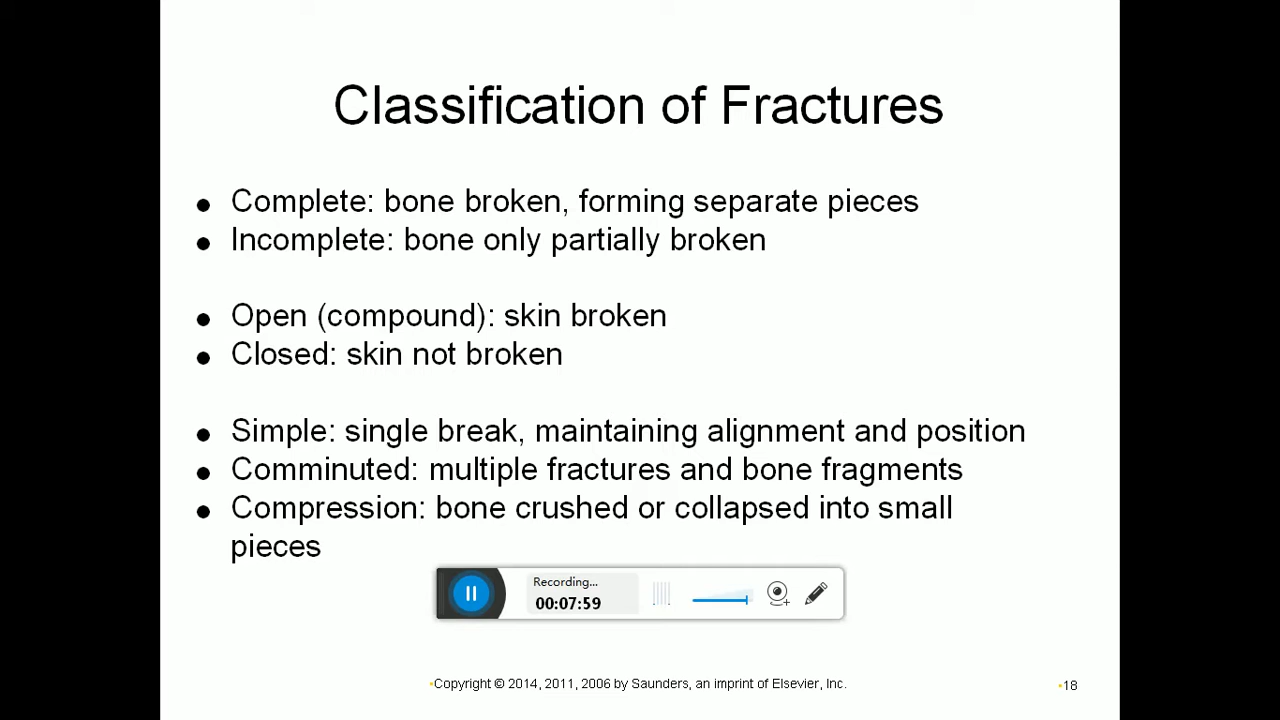 Classification of Fractures
● Complete: bone broken, forming separate pieces
● Incomplete: bone only partially broken
● Open (compound): skin broken
● Closed: skin not broken
● Simple: single break, maintaining alignment and position
● Comminuted: multiple fractures and bone fragments
● Compression: bone crushed or collapsed into small
pieces
Recording...
00:07:59
•Copyright © 2014, 2011, 2006 by Saunders, an imprint of Elsevier, Inc.
•18